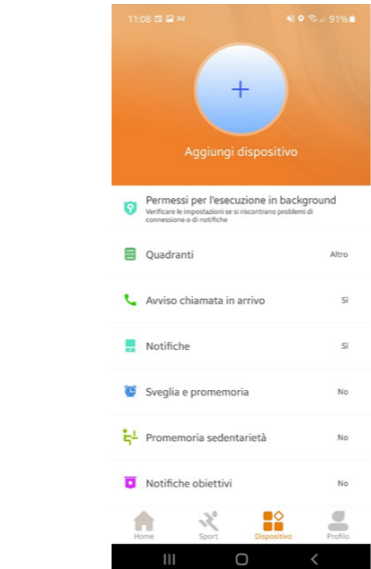 11:08 91%
Aggiungi dispositivo
Permessi per l'esecuzione in background
Verificare le impostazioni se si riscontrano problemi di
connessione o di notifiche
Quadranti Altro
Avviso chiamata in arrivo Sì
Notifiche Sì
Sveglia e promemoria No
Promemoria sedentarietà No
Notifiche obiettivi No
Home Sport Dispositivo Profilo